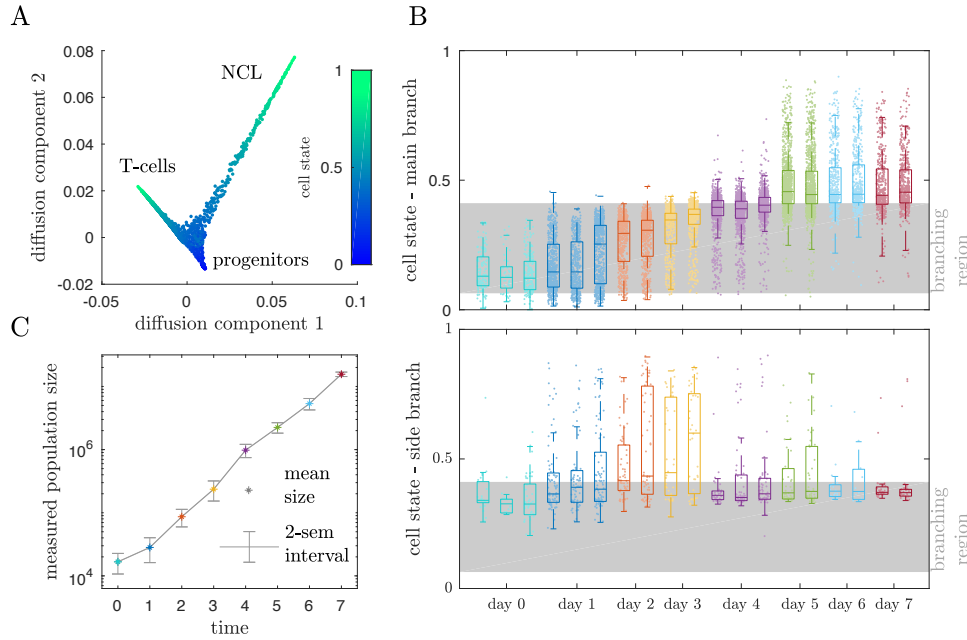 A
B
0.08
0.06
0.04
0.02
0
-0.02
-0.05
0
0.05
0.1
diffusion component 2
diffusion component 1
NCL
T-cells
progenitors
1
0.5
0
cell state
1
0.5
0
cell state - main branch
branching
region
C
10^6
10^4
0 1 2 3 4 5 6 7
measured population size
time
mean
size
2-sem
interval
1
0.5
0
cell state - side branch
branching
region
day 0 day 1 day 2 day 3 day 4 day 5 day 6 day 7